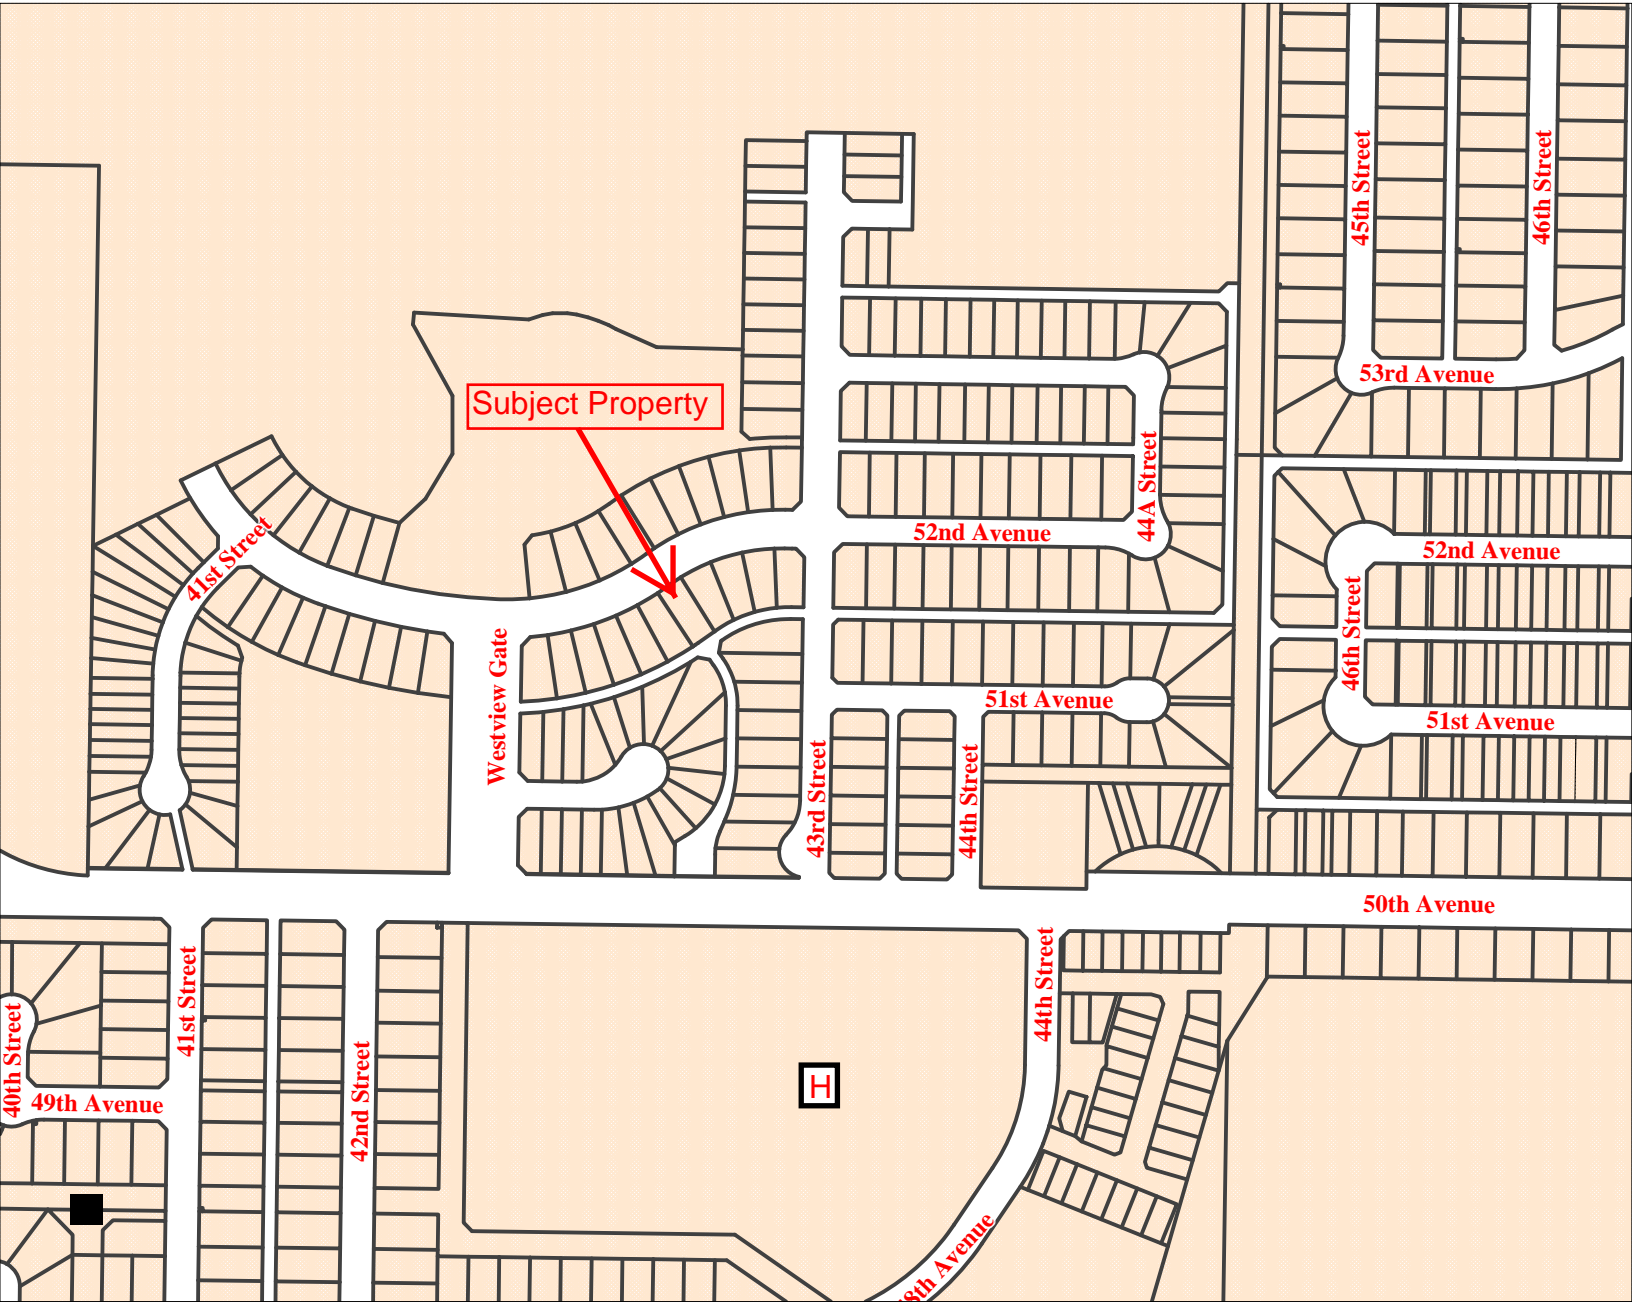 45th Street
46th Street
53rd Avenue
Subject Property
44A Street
52nd Avenue
52nd Avenue
41st Street
46th Street
Westview Gate
51st Avenue
51st Avenue
43rd Street
44th Street
50th Avenue
41st Street
44th Street
40th Street
49th Avenue
42nd Street
H
8th Avenue